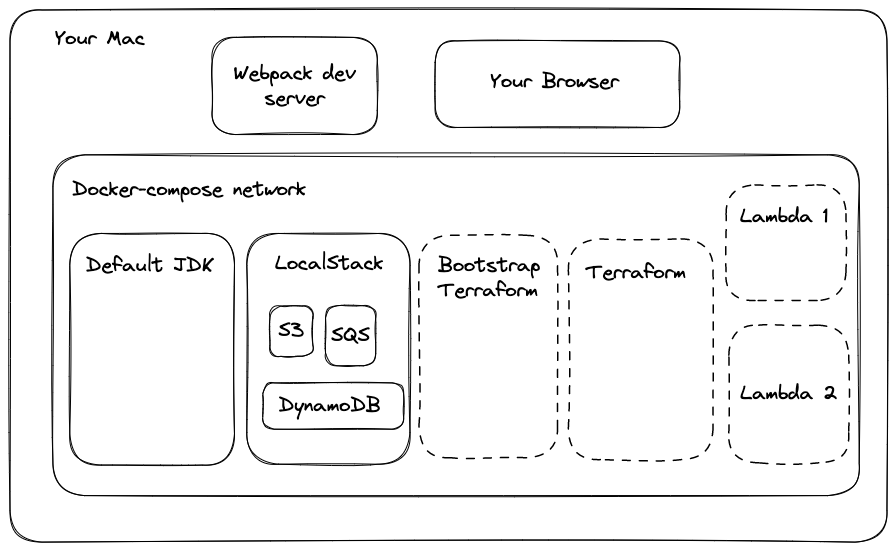 Your Mac
Webpack dev
server
Your Browser
Docker-compose network
Default JDK
LocalStack
S3
SQS
DynamoDB
Bootstrap
Terraform
Terraform
Lambda 1
Lambda 2